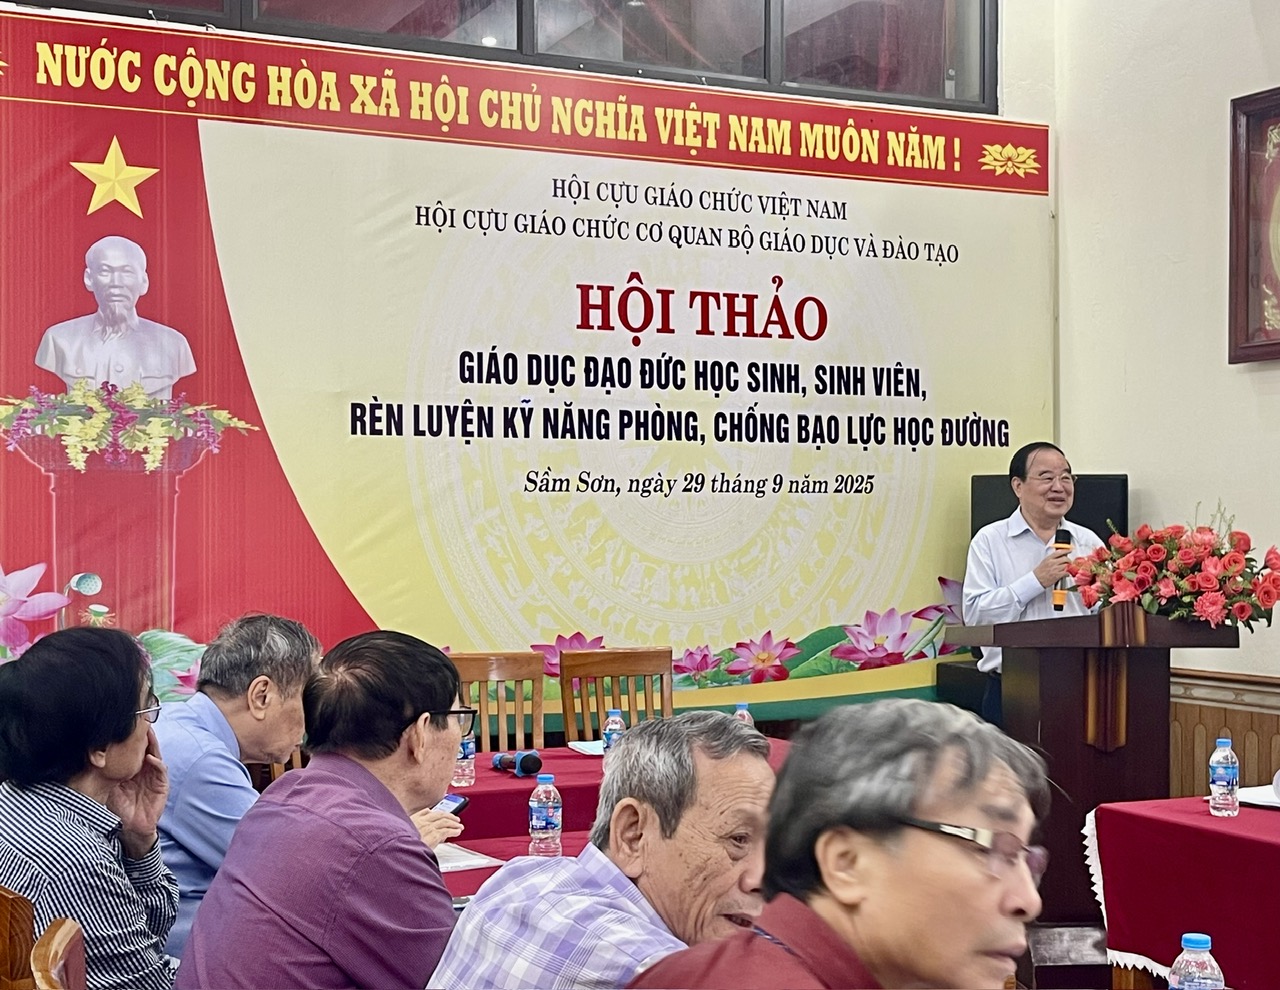 NƯỚC CỘNG HÒA XÃ HỘI CHỦ NGHĨA VIỆT NAM MUÔN NĂM !
HỘI CỰU GIÁO CHỨC VIỆT NAM
HỘI CỰU GIÁO CHỨC CƠ QUAN BỘ GIÁO DỤC VÀ ĐÀO TẠO
HỘI THẢO
GIÁO DỤC ĐẠO ĐỨC HỌC SINH, SINH VIÊN,
RÈN LUYỆN KỸ NĂNG PHÒNG, CHỐNG BẠO LỰC HỌC ĐƯỜNG
Sầm Sơn, ngày 29 tháng 9 năm 2025